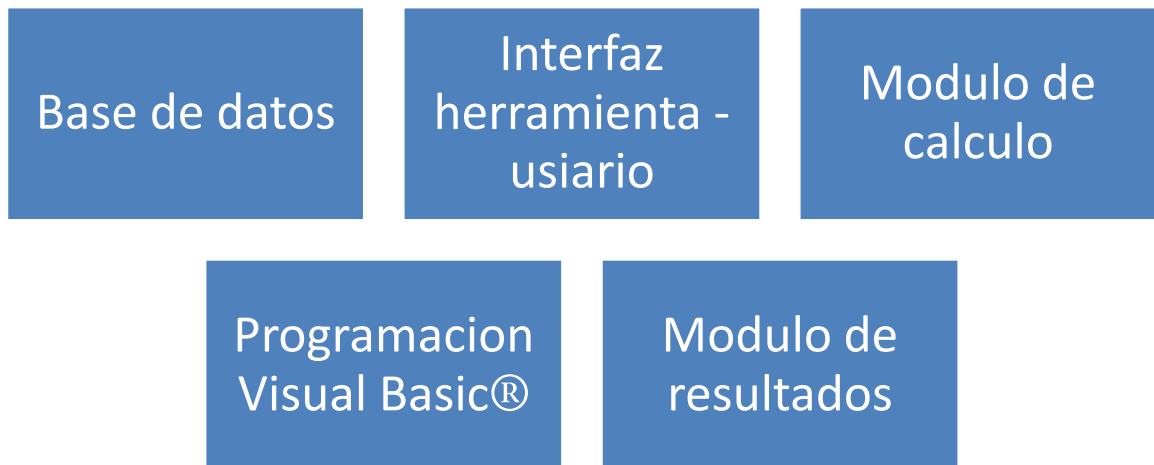 Base de datos
Interfaz
herramienta -
usiario
Modulo de
calculo
Programacion
Visual Basic®
Modulo de
resultados